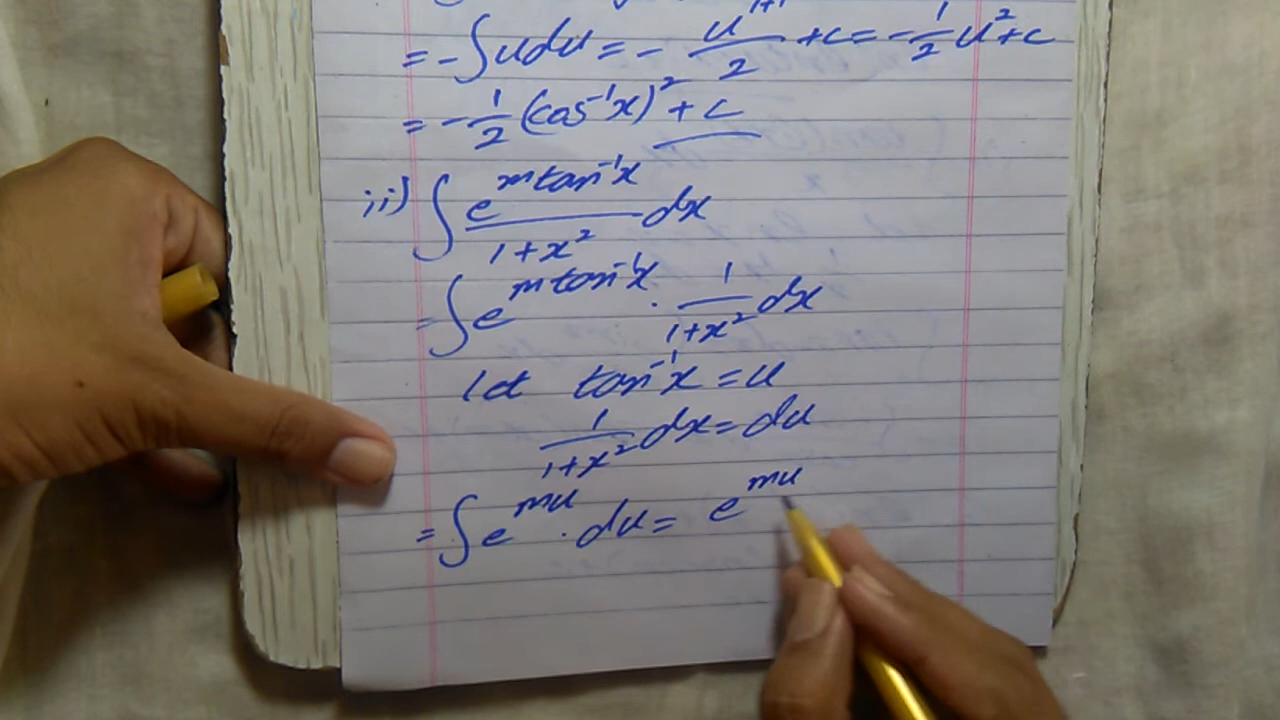 = -∫udu = - u^{1+1}/2 + c = -1/2 u² + c
= -1/2 (cos⁻¹x)² + c
ii) ∫ e^{m tan⁻¹x}/1+x² dx
= ∫ e^{m tan⁻¹x} . 1/1+x² dx
let tan⁻¹x = u
1/1+x² dx = du
= ∫ e^{mu} . du = e^{mu}